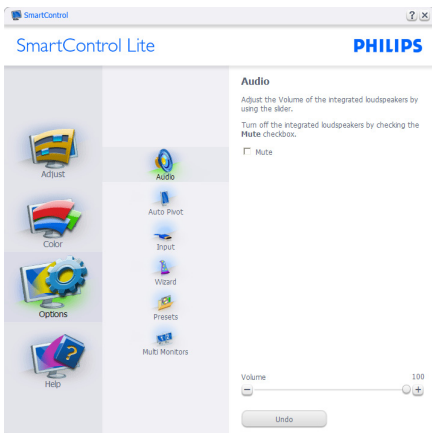 SmartControl
? ×
SmartControl Lite
PHILIPS
Adjust
Color
Options
Help
Audio
Auto Pivot
Input
Wizard
Presets
Multi Monitors
Audio
Adjust the Volume of the integrated loudspeakers by
using the slider.
Turn off the integrated loudspeakers by checking the
Mute checkbox.
Mute
Volume
100
Undo